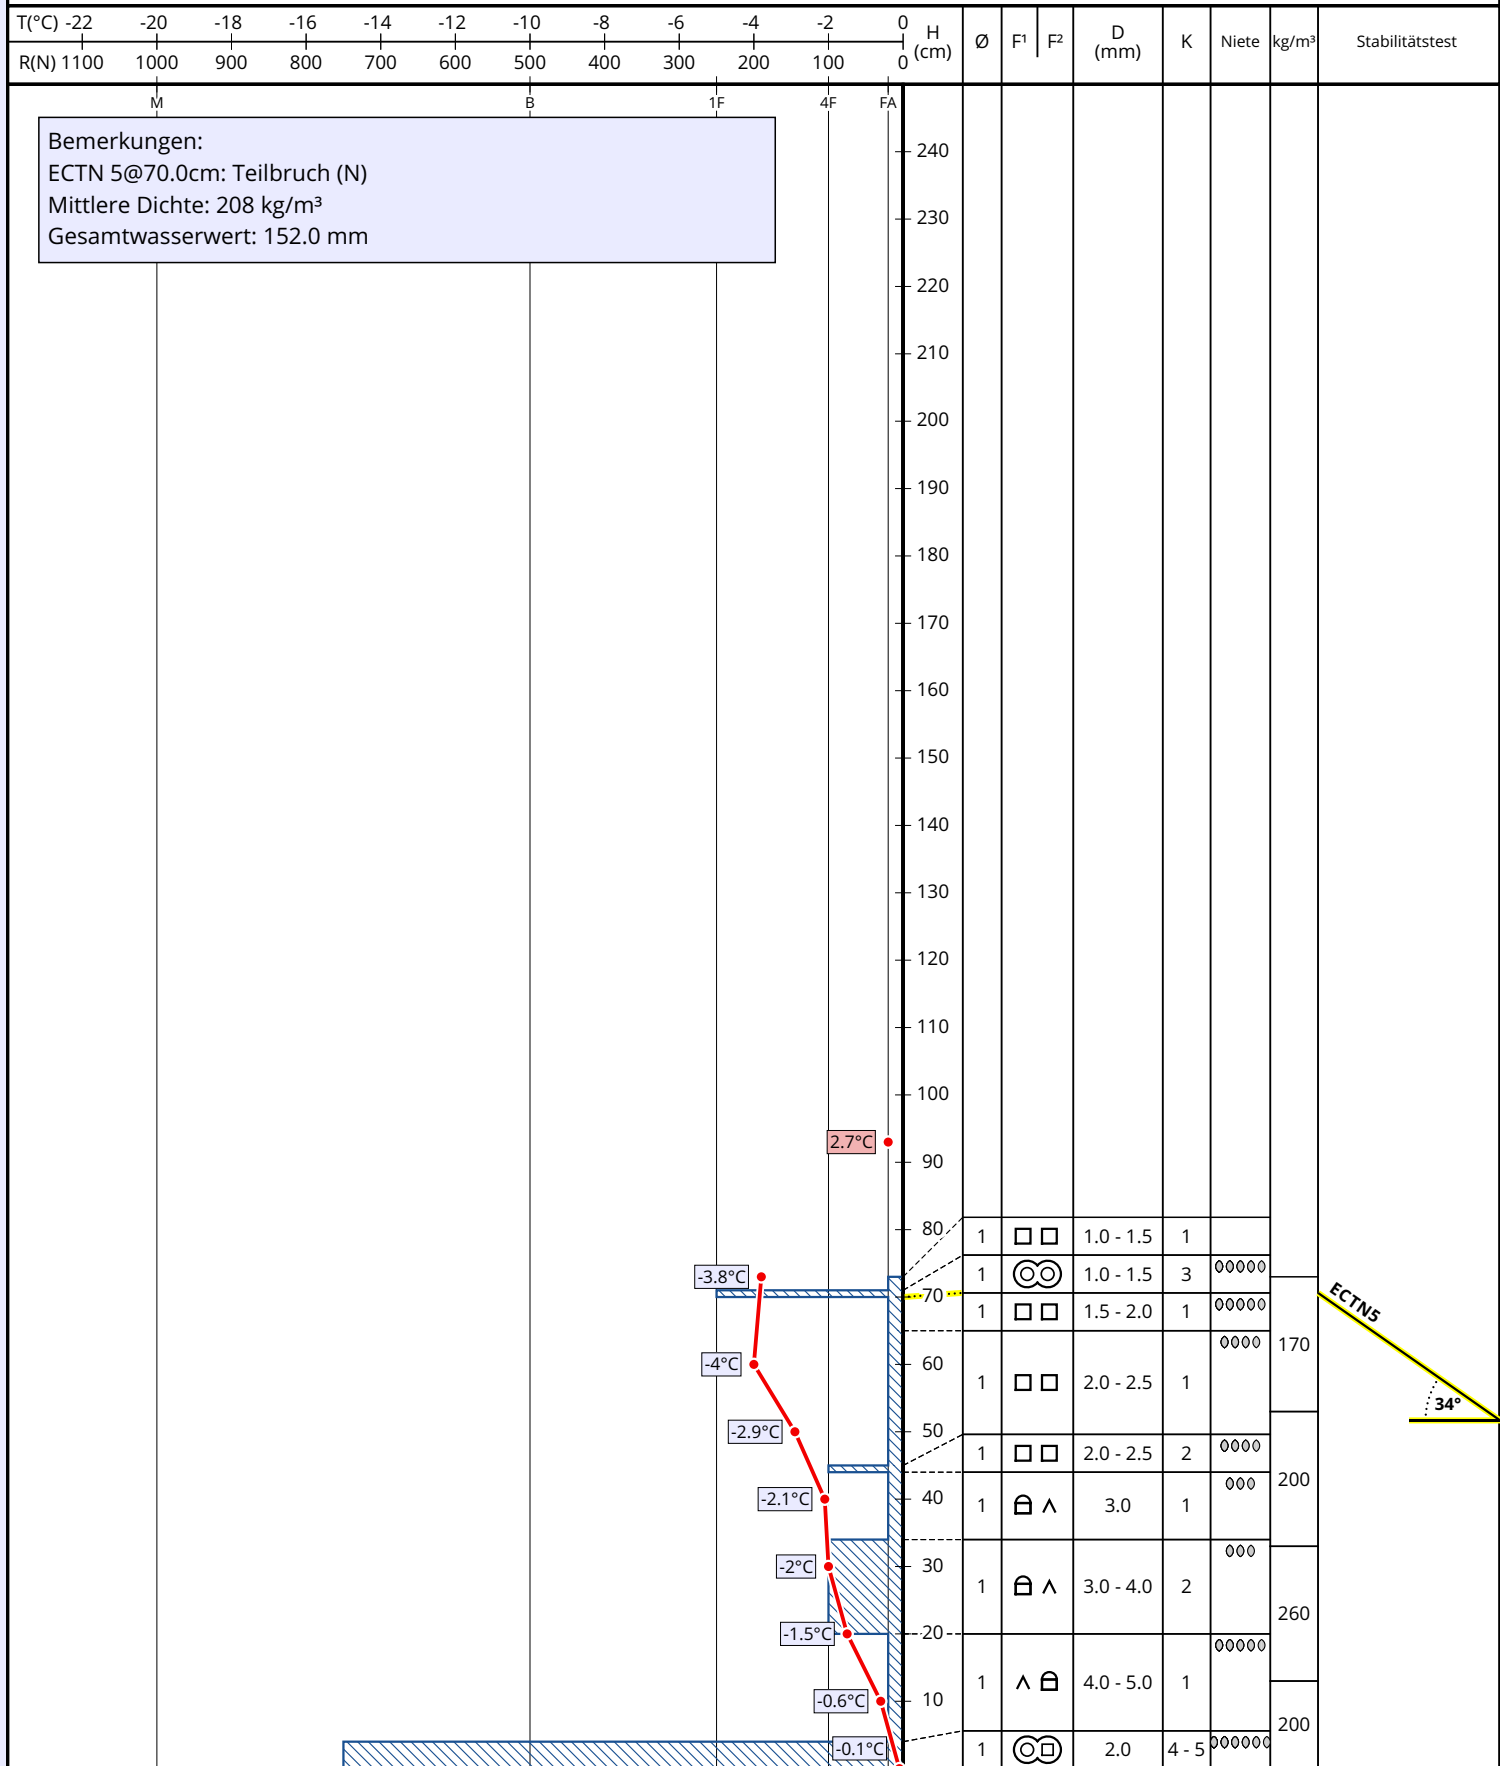 T(°C) -22 -20 -18 -16 -14 -12 -10 -8 -6 -4 -2 0
R(N) 1100 1000 900 800 700 600 500 400 300 200 100 0
H (cm) Ø F¹ F² D (mm) K Niete kg/m³ Stabilitätstest
M B 1F 4F FA
Bemerkungen:
ECTN 5@70.0cm: Teilbruch (N)
Mittlere Dichte: 208 kg/m³
Gesamtwasserwert: 152.0 mm
240
230
220
210
200
190
180
170
160
150
140
130
120
110
100
2.7°C
90
80
1 1.0 - 1.5 1
-3.8°C
1 1.0 - 1.5 3
70
1 1.5 - 2.0 1
ECTN5
170
-4°C 60
1 2.0 - 2.5 1
34°
-2.9°C 50
1 2.0 - 2.5 2
200
-2.1°C 40
1 3.0 1
-2°C 30
1 3.0 - 4.0 2
260
-1.5°C 20
1 4.0 - 5.0 1
-0.6°C 10
200
-0.1°C
1 2.0 4 - 5